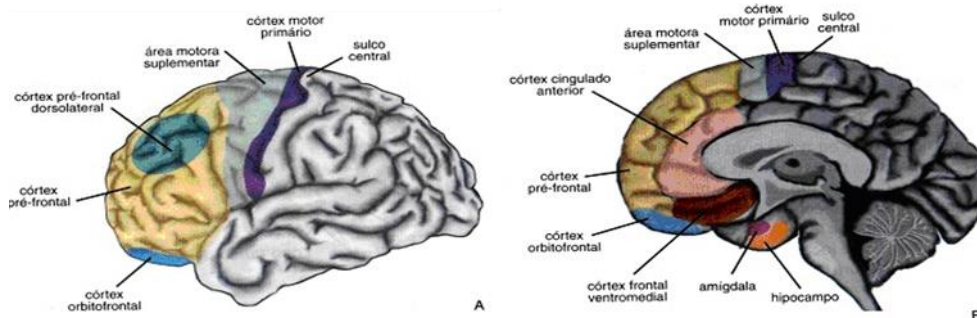 córtex motor
primário
sulco
central
área motora
suplementar
córtex pré-frontal
dorsolateral
córtex
pré-frontal
córtex
orbitofrontal
A
córtex
motor primário
sulco
central
área motora
suplementar
córtex cingulado
anterior
córtex
pré-frontal
córtex
orbitofrontal
córtex frontal
ventromedial
amígdala
hipocampo
B